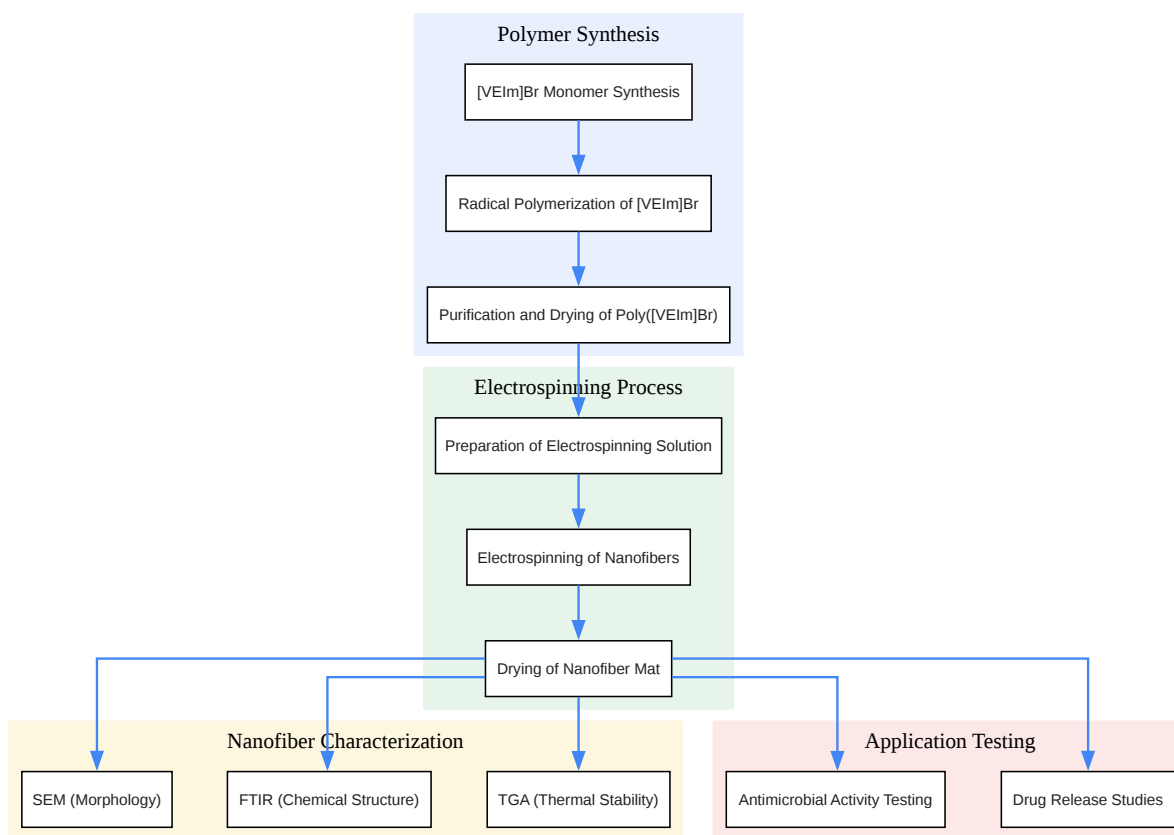 Polymer Synthesis
[VEIm]Br Monomer Synthesis
Radical Polymerization of [VEIm]Br
Purification and Drying of Poly([VEIm]Br)
Electrospinning Process
Preparation of Electrospinning Solution
Electrospinning of Nanofibers
Drying of Nanofiber Mat
Nanofiber Characterization
SEM (Morphology)
FTIR (Chemical Structure)
TGA (Thermal Stability)
Application Testing
Antimicrobial Activity Testing
Drug Release Studies